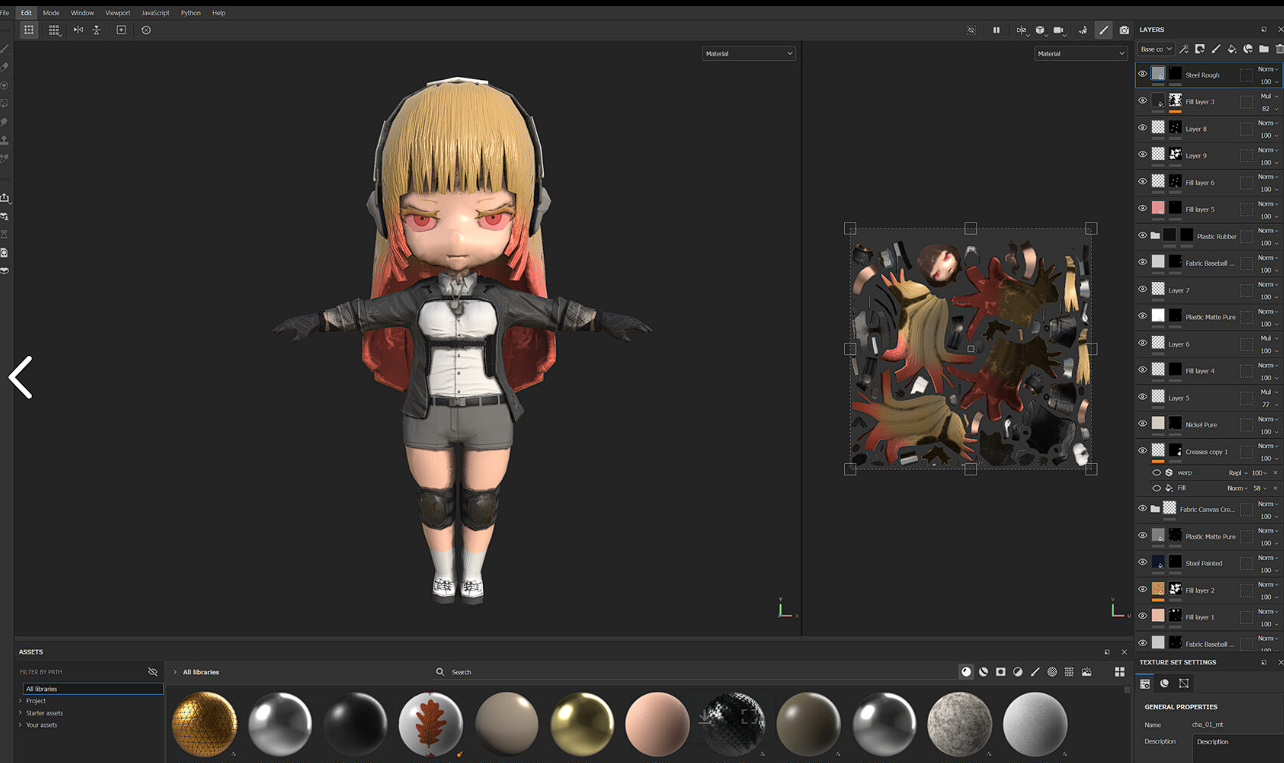 File Edit Mode Window Viewport JavaScript Python Help
Material
Material
LAYERS
Base co
Steel Rough Norm 100
Fill layer 3 Mul 82
Layer 8 Norm 100
Layer 9 Norm 100
Fill layer 6 Norm 100
Fill layer 5 Norm 100
Plastic Rubber Norm 100
Fabric Baseball ... Norm 100
Layer 7 Norm 100
Plastic Matte Pure Norm 100
Layer 6 Mul 100
Fill layer 4 Norm 100
Layer 5 Mul 77
Nickel Pure Norm 100
Creases copy 1 Norm 100
warp Repl 100
Fill Norm 58
Fabric Canvas Cro... Norm 100
Plastic Matte Pure Norm 100
Steel Painted Norm 100
Fill layer 2 Norm 100
Fill layer 1 Norm 100
Fabric Baseball ... Norm 100
Y X
V U
ASSETS
FILTER BY PATH
All libraries
Project
Starter assets
Your assets
All libraries
Search
TEXTURE SET SETTINGS
GENERAL PROPERTIES
Name cha_01_mt
Description Description